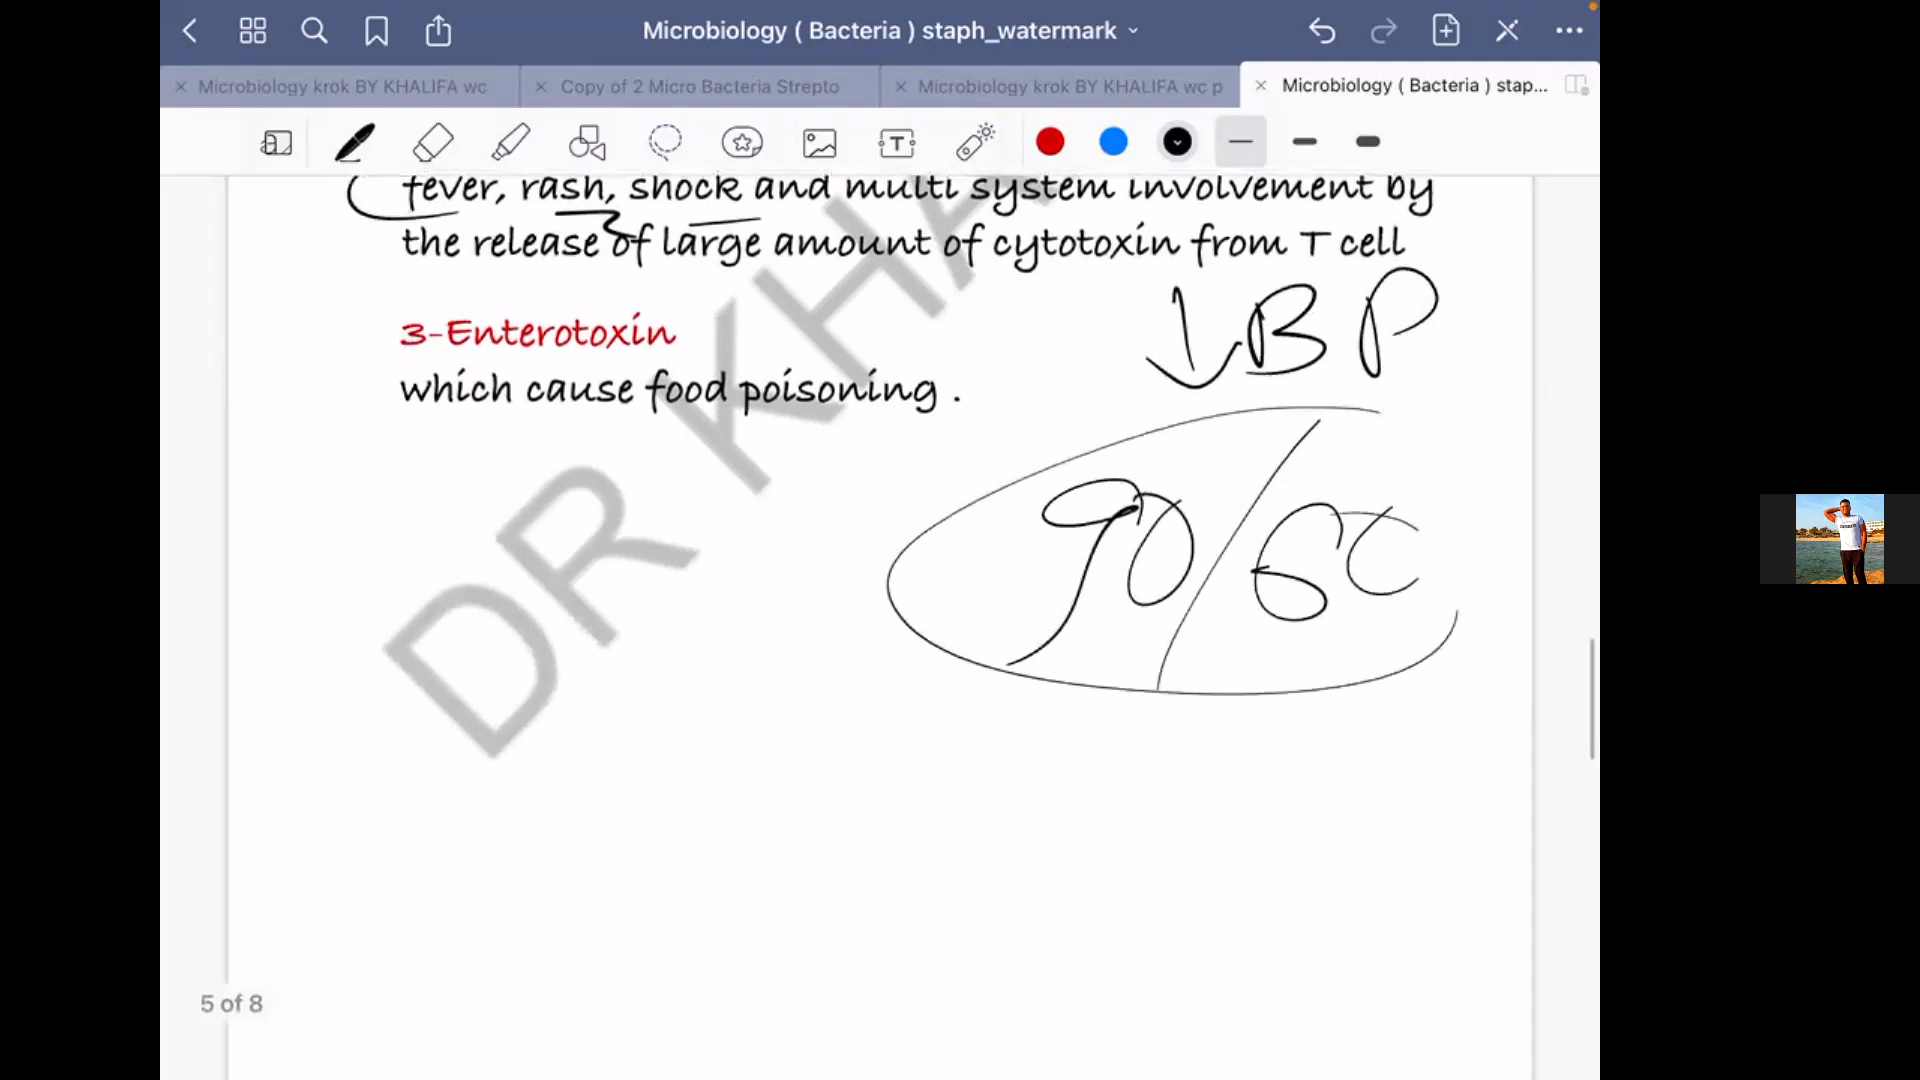 Microbiology ( Bacteria ) staph_watermark
Microbiology krok BY KHALIFA wc
Copy of 2 Micro Bacteria Strepto
Microbiology krok BY KHALIFA wc p
Microbiology ( Bacteria ) stap...
fever, rash, shock and multi system involvement by
the release of large amount of cytotoxin from T cell
↓BP
3-Enterotoxin
which cause food poisoning .
90/60
DR KHA
5 of 8